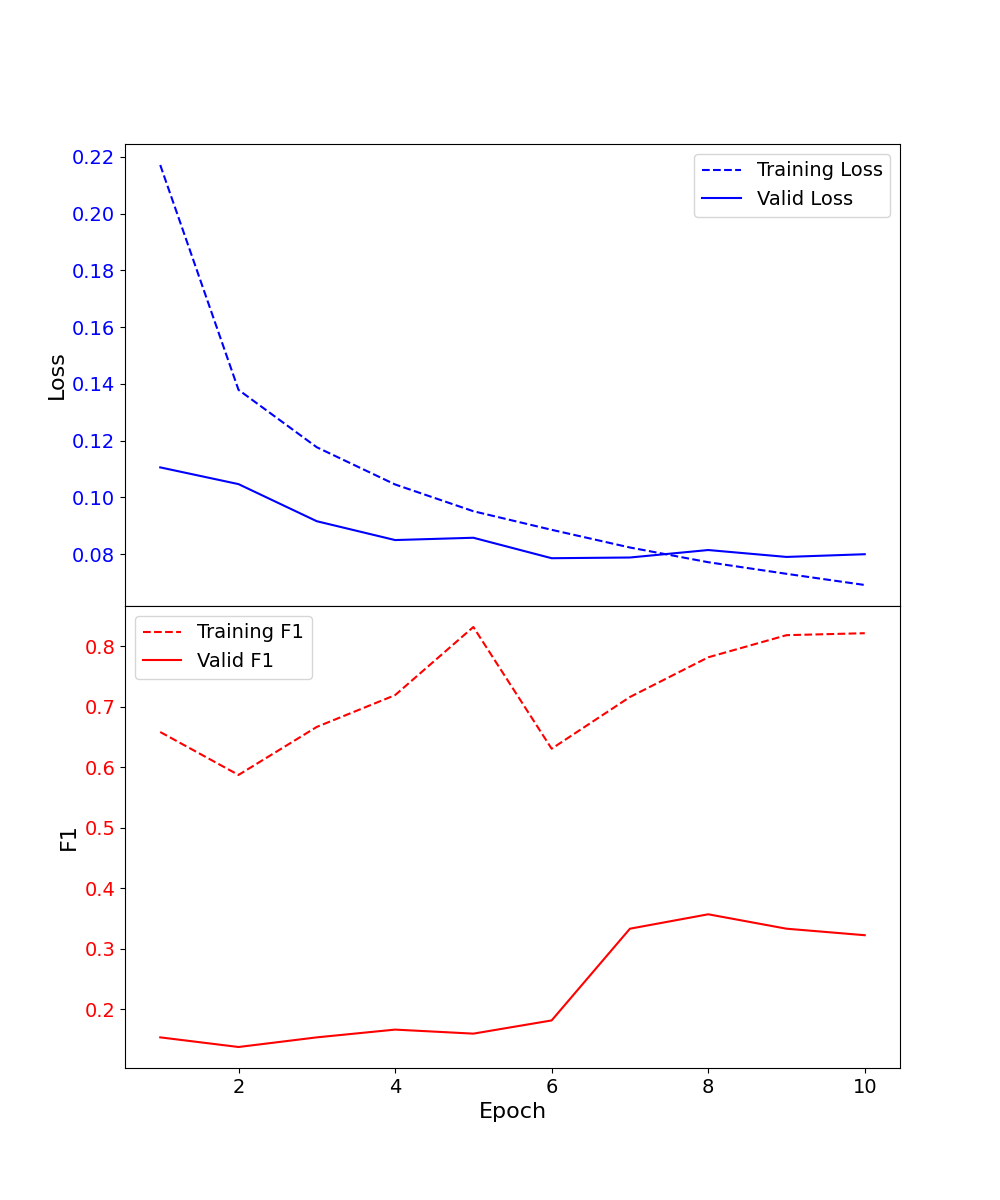 0.22
0.20
0.18
0.16
0.14
0.12
0.10
0.08
Loss
Training Loss
Valid Loss
0.8
0.7
0.6
0.5
0.4
0.3
0.2
F1
Training F1
Valid F1
2 4 6 8 10
Epoch